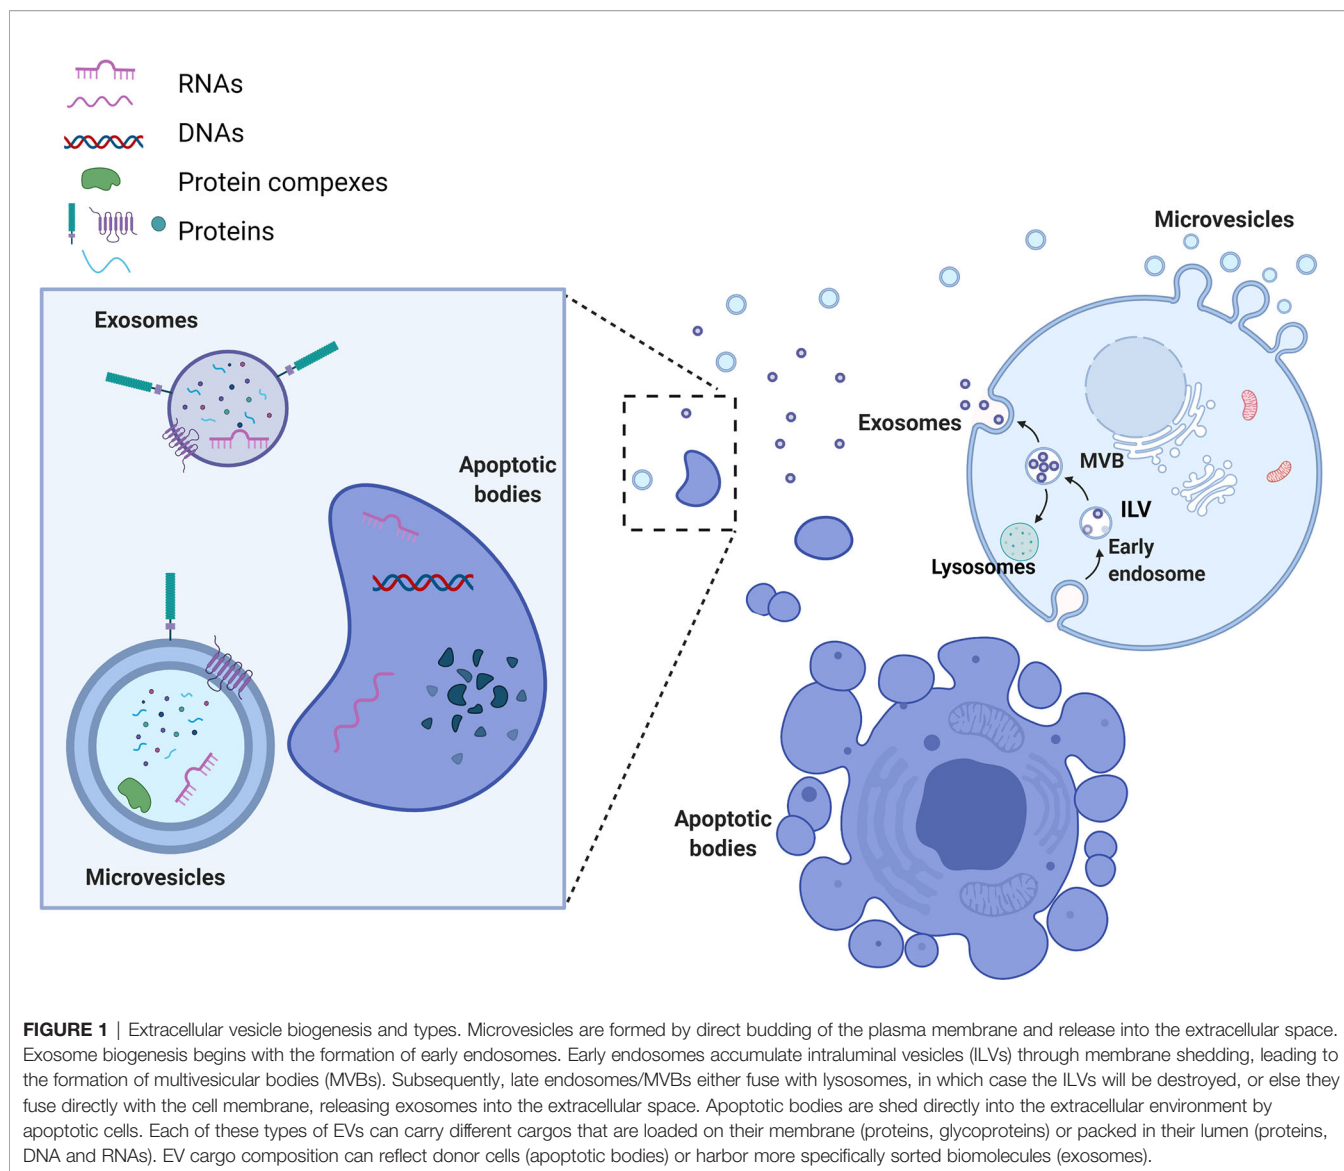 RNAs
DNAs
Protein compexes
Proteins
Exosomes
Apoptotic
bodies
Microvesicles
Microvesicles
Exosomes
MVB
ILV
Early
endosome
Lysosomes
Apoptotic
bodies
FIGURE 1 | Extracellular vesicle biogenesis and types. Microvesicles are formed by direct budding of the plasma membrane and release into the extracellular space.
Exosome biogenesis begins with the formation of early endosomes. Early endosomes accumulate intraluminal vesicles (ILVs) through membrane shedding, leading to
the formation of multivesicular bodies (MVBs). Subsequently, late endosomes/MVBs either fuse with lysosomes, in which case the ILVs will be destroyed, or else they
fuse directly with the cell membrane, releasing exosomes into the extracellular space. Apoptotic bodies are shed directly into the extracellular environment by
apoptotic cells. Each of these types of EVs can carry different cargos that are loaded on their membrane (proteins, glycoproteins) or packed in their lumen (proteins,
DNA and RNAs). EV cargo composition can reflect donor cells (apoptotic bodies) or harbor more specifically sorted biomolecules (exosomes).